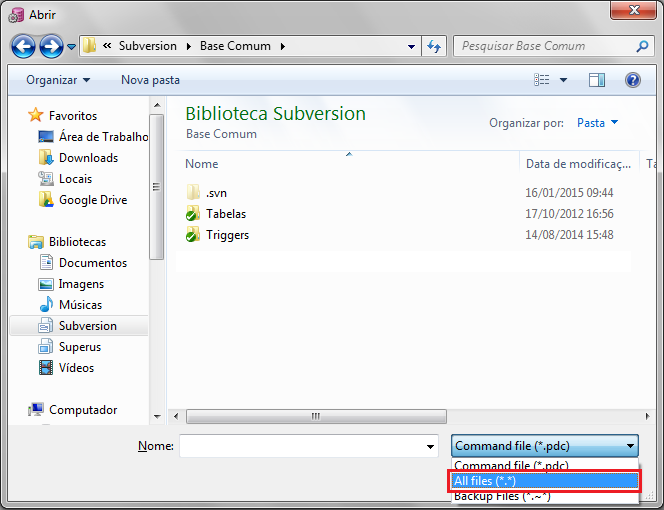 Abrir
« Subversion ▸ Base Comum ▸
Pesquisar Base Comum
Organizar
Nova pasta
Favoritos
Área de Trabalho
Downloads
Locais
Google Drive
Bibliotecas
Documentos
Imagens
Músicas
Subversion
Superus
Vídeos
Computador
Biblioteca Subversion
Base Comum
Organizar por: Pasta
Nome Data de modificaç... Ta
.svn 16/01/2015 09:44
Tabelas 17/10/2012 16:56
Triggers 14/08/2014 15:48
Nome:
Command file (*.pdc)
Command file (*.pdc)
All files (*.*)
Backup Files (*.~*)